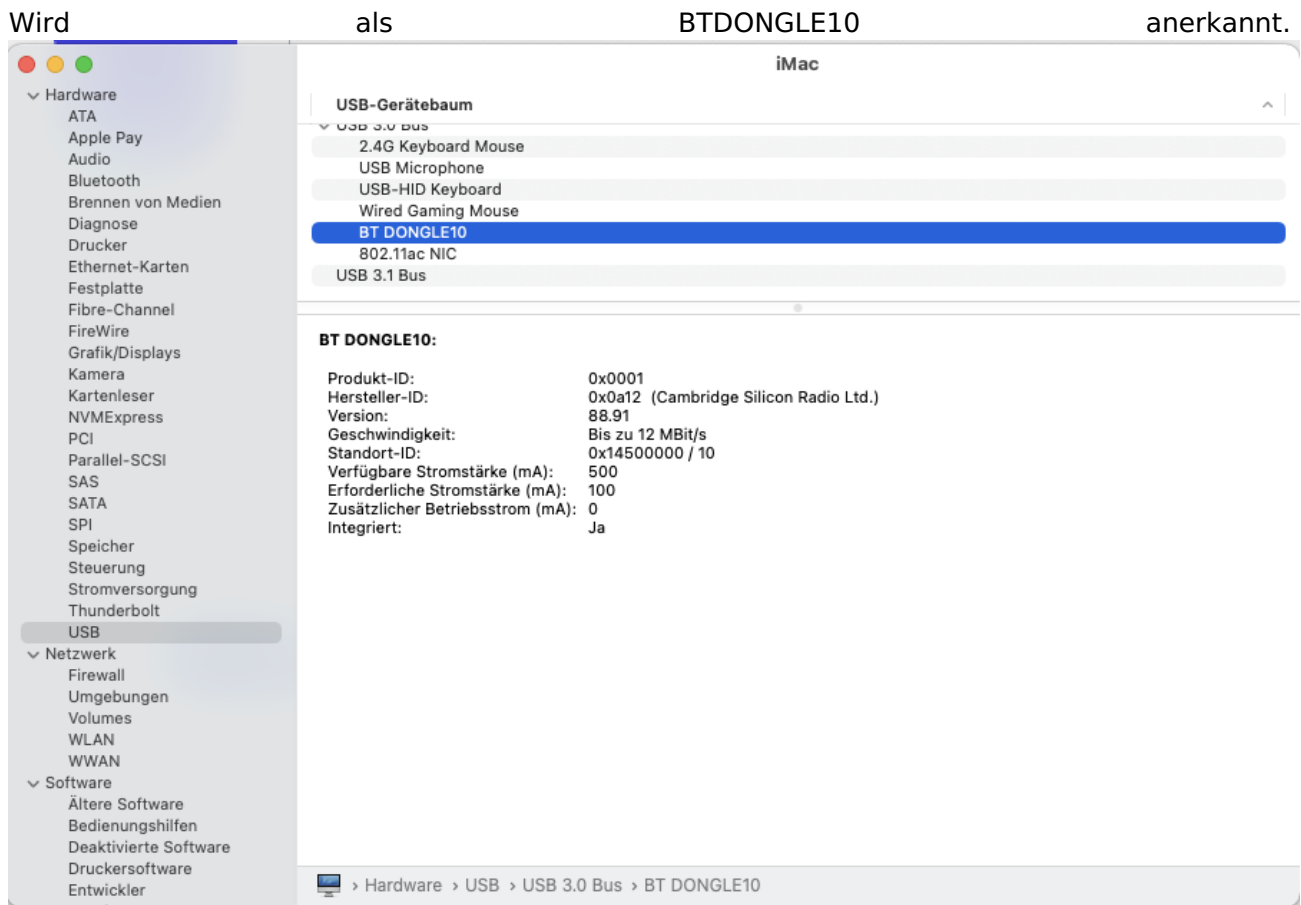 Wird als BTDONGLE10 anerkannt.
iMac
Hardware
ATA
Apple Pay
Audio
Bluetooth
Brennen von Medien
Diagnose
Drucker
Ethernet-Karten
Festplatte
Fibre-Channel
FireWire
Grafik/Displays
Kamera
Kartenleser
NVMExpress
PCI
Parallel-SCSI
SAS
SATA
SPI
Speicher
Steuerung
Stromversorgung
Thunderbolt
USB
Netzwerk
Firewall
Umgebungen
Volumes
WLAN
WWAN
Software
Ältere Software
Bedienungshilfen
Deaktivierte Software
Druckersoftware
Entwickler
USB-Gerätebaum
USB 3.0 Bus
2.4G Keyboard Mouse
USB Microphone
USB-HID Keyboard
Wired Gaming Mouse
BT DONGLE10
802.11ac NIC
USB 3.1 Bus
BT DONGLE10:
Produkt-ID: 0x0001
Hersteller-ID: 0x0a12 (Cambridge Silicon Radio Ltd.)
Version: 88.91
Geschwindigkeit: Bis zu 12 MBit/s
Standort-ID: 0x14500000 / 10
Verfügbare Stromstärke (mA): 500
Erforderliche Stromstärke (mA): 100
Zusätzlicher Betriebsstrom (mA): 0
Integriert: Ja
Hardware › USB › USB 3.0 Bus › BT DONGLE10